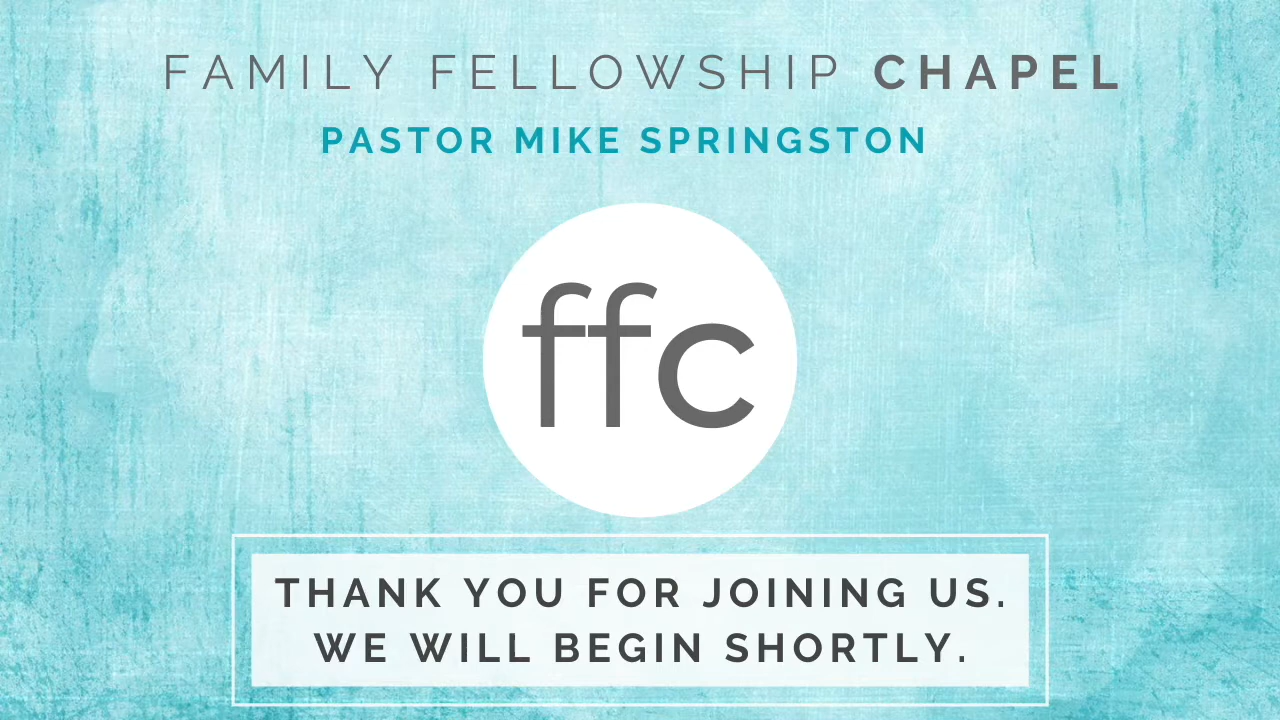 FAMILY FELLOWSHIP CHAPEL
PASTOR MIKE SPRINGSTON
ffc
THANK YOU FOR JOINING US.
WE WILL BEGIN SHORTLY.